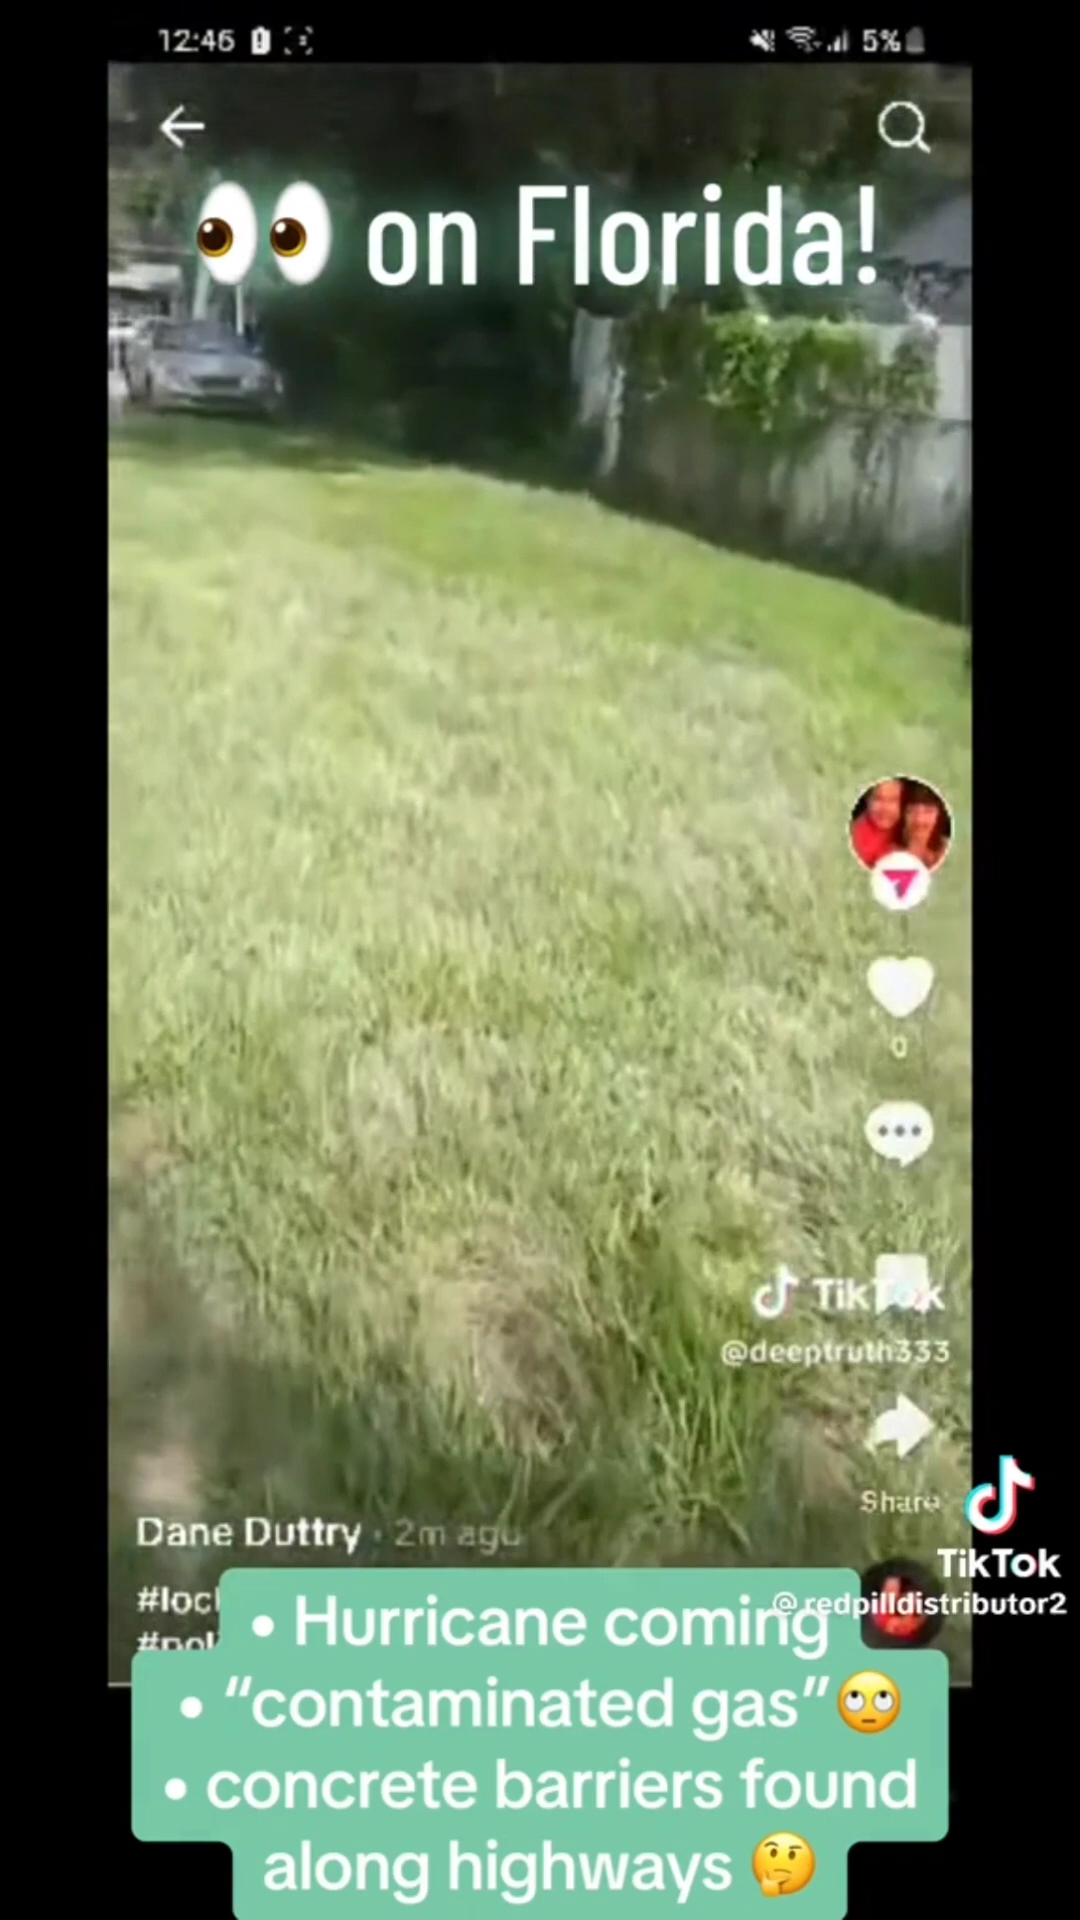 12:46
5%
👀 on Florida!
0
TikTok
@deeptruth333
Share
Dane Duttry · 2m ago
TikTok
@redpilldistributor2
• Hurricane coming
• “contaminated gas”🙄
• concrete barriers found
along highways 🤔